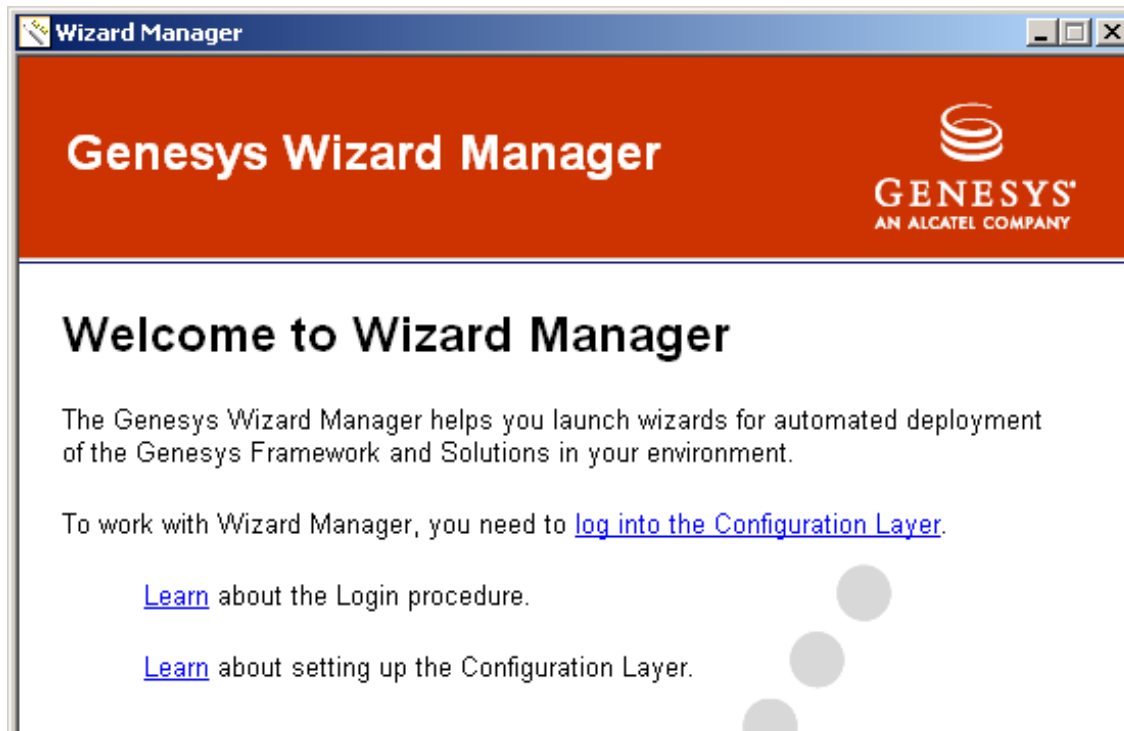 Wizard Manager
Genesys Wizard Manager
GENESYS
AN ALCATEL COMPANY
Welcome to Wizard Manager
The Genesys Wizard Manager helps you launch wizards for automated deployment
of the Genesys Framework and Solutions in your environment.
To work with Wizard Manager, you need to log into the Configuration Layer.
Learn about the Login procedure.
Learn about setting up the Configuration Layer.